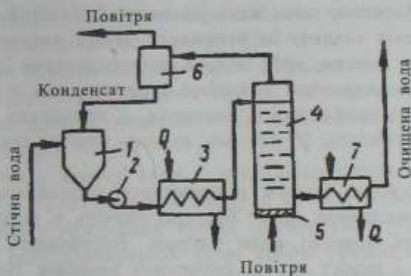 Повітря
6
Конденсат
Стічна вода
1
2
Q
3
4
5
7
Q
Очищена вода
Повітря